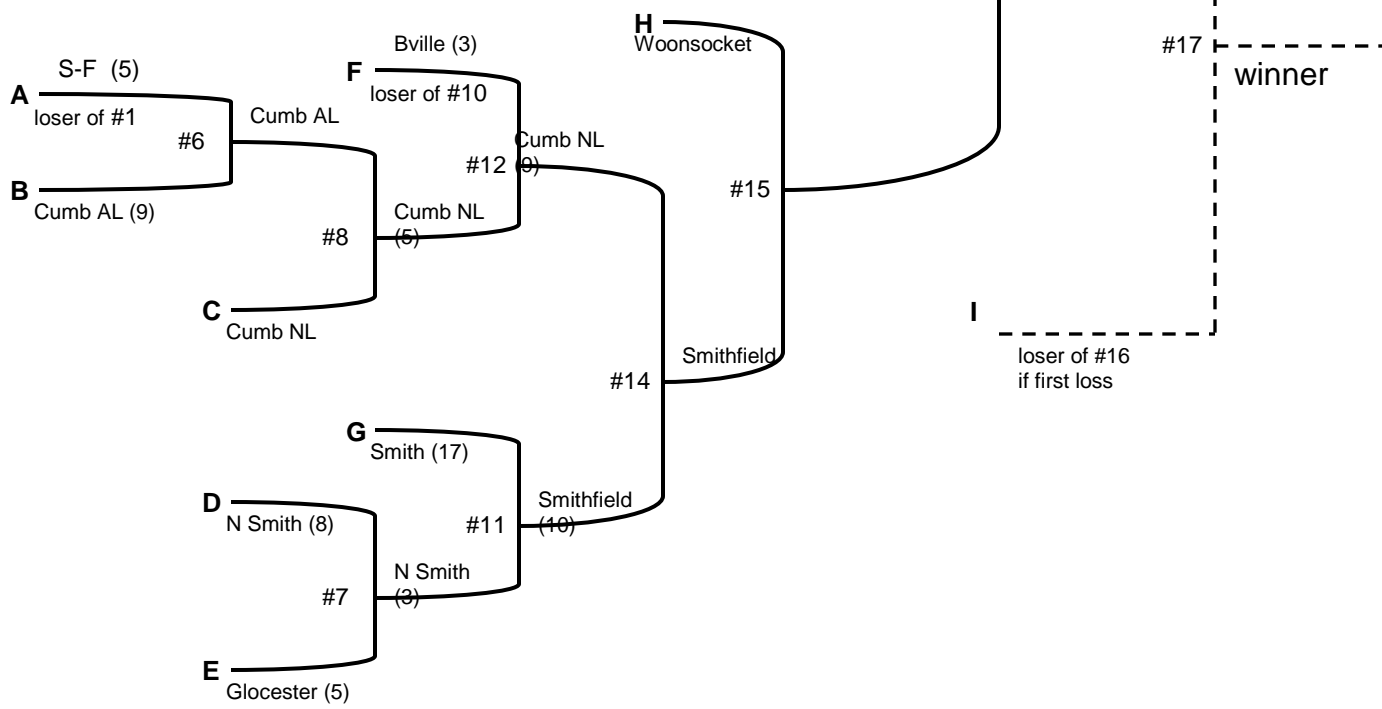 H
Woonsocket
#17
winner
Bville (3)
S-F (5)
F
A
loser of #10
loser of #1
Cumb AL
#6
Cumb NL
#12 (9)
B
#15
Cumb AL (9)
Cumb NL
#8
(5)
C
I
Cumb NL
Smithfield
loser of #16
if first loss
#14
G
Smith (17)
D
Smithfield
N Smith (8)
#11
(10)
N Smith
#7
(3)
E
Glocester (5)